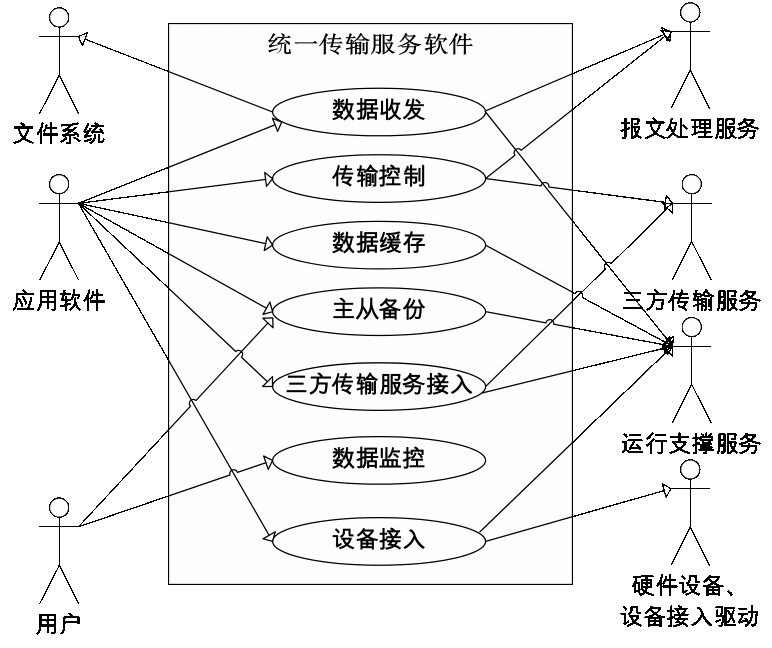 统一传输服务软件
文件系统
应用软件
用户
数据收发
传输控制
数据缓存
主从备份
三方传输服务接入
数据监控
设备接入
报文处理服务
三方传输服务
运行支撑服务
硬件设备、
设备接入驱动